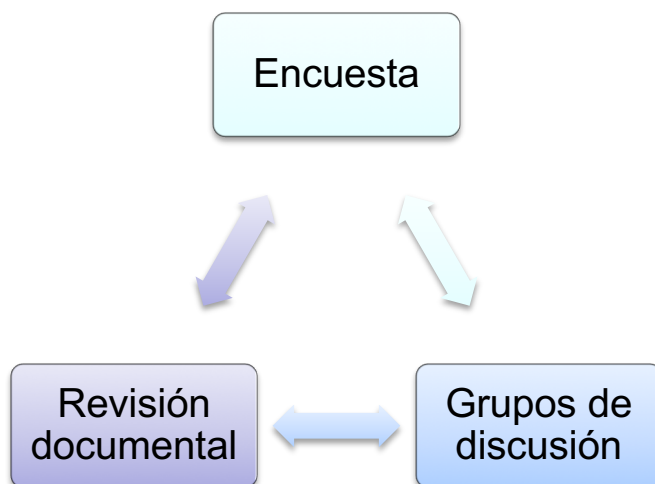 Encuesta
Revisión
documental
Grupos de
discusión